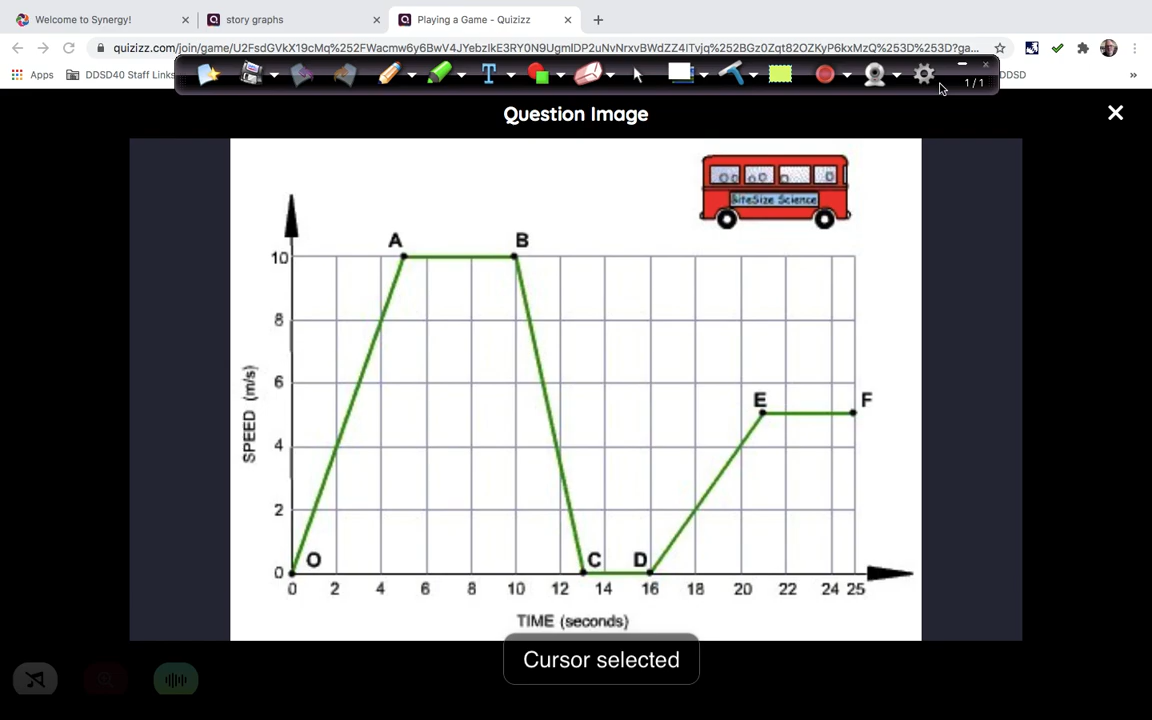 Welcome to Synergy!
story graphs
Playing a Game - Quizizz
quizizz.com/join/game/U2FsdGVkX19cMq%252FWacmw6y6BwV4JYebzIkE3RY0N9UgmIDP2uNvNrxvBWdZZ4ITvjq%252BGz0Zqt82OZKyP6kxMzQ%253D%253D?ga...
Apps
DDSD40 Staff Links
DDSD
»
T
1 / 1
Question Image
BiteSize Science
A
B
10
8
6
4
2
0
SPEED (m/s)
E
F
O
C
D
0 2 4 6 8 10 12 14 16 18 20 22 24 25
TIME (seconds)
Cursor selected